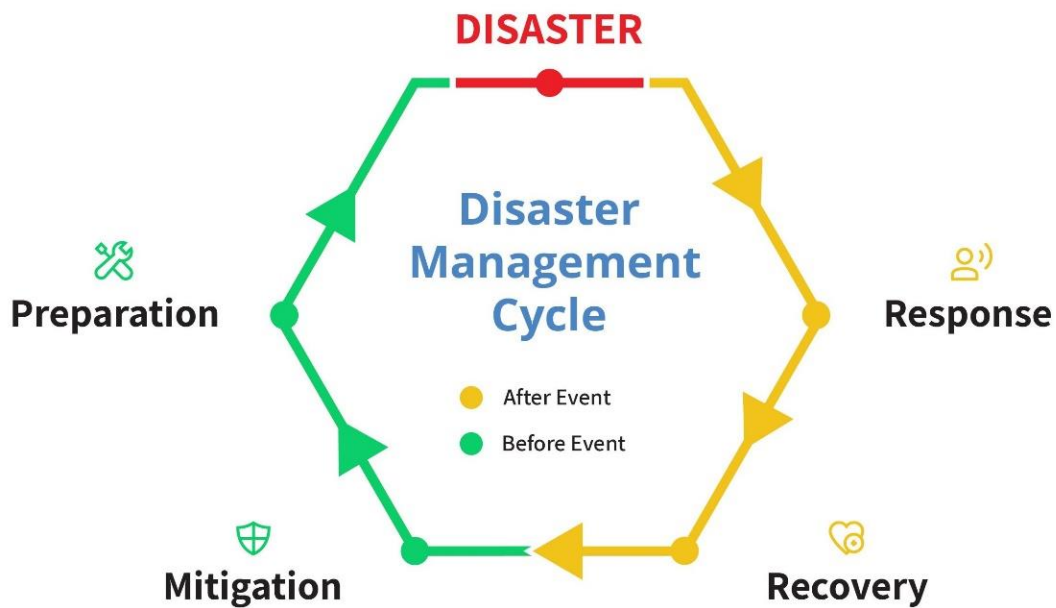 DISASTER
Disaster
Management
Cycle
Preparation
Response
After Event
Before Event
Mitigation
Recovery